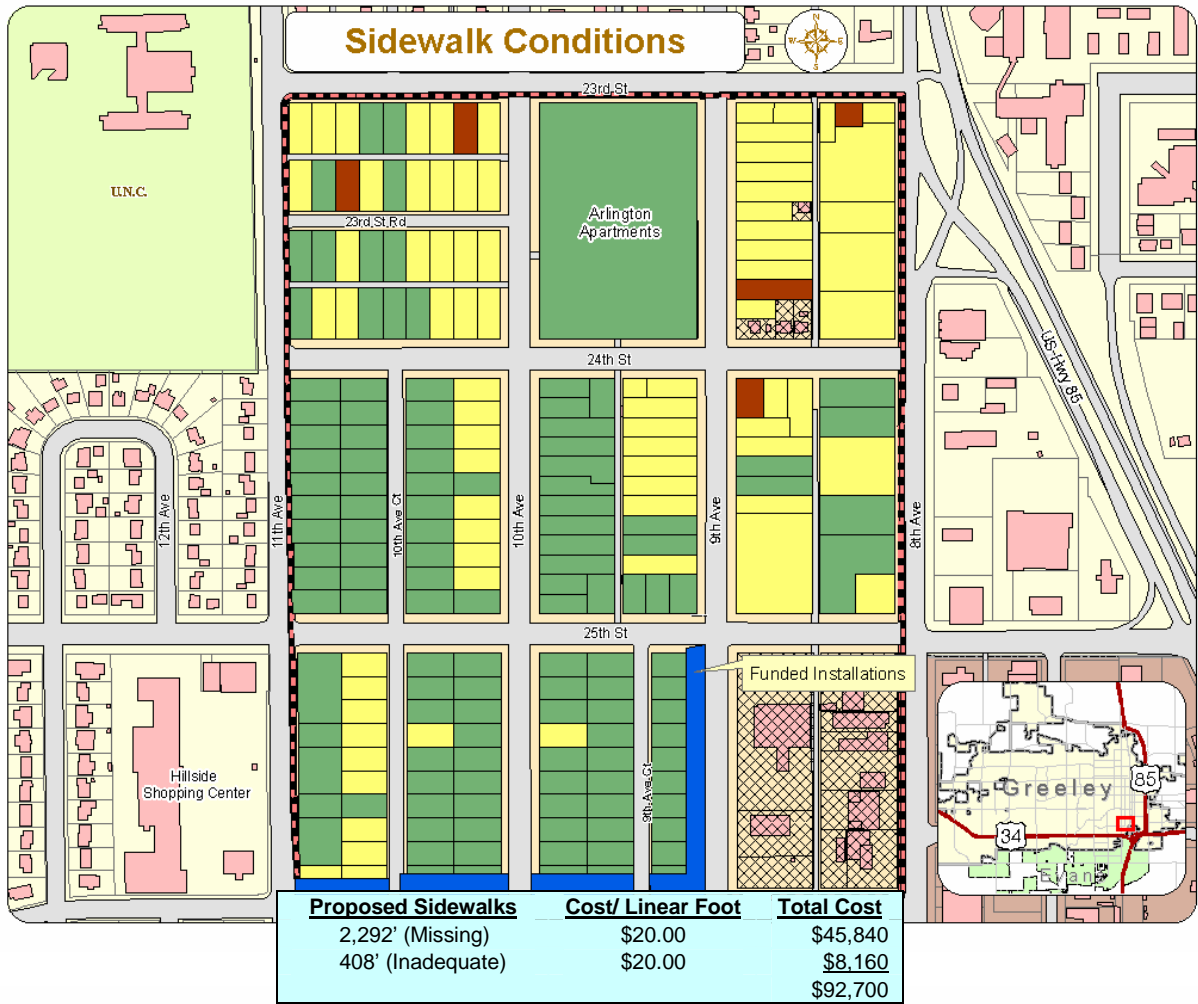 Sidewalk Conditions
N
W
E
S
23rd St
U.N.C.
Arlington
Apartments
23rd St Rd
24th St
US Hwy 85
12th Ave
11th Ave
10th Ave Ct
10th Ave
9th Ave
8th Ave
25th St
Funded Installations
Hillside
Shopping Center
9th Ave Ct
85
Greeley
34
Evans
Proposed Sidewalks Cost/ Linear Foot Total Cost
2,292’ (Missing) $20.00 $45,840
408’ (Inadequate) $20.00 $8,160
$92,700